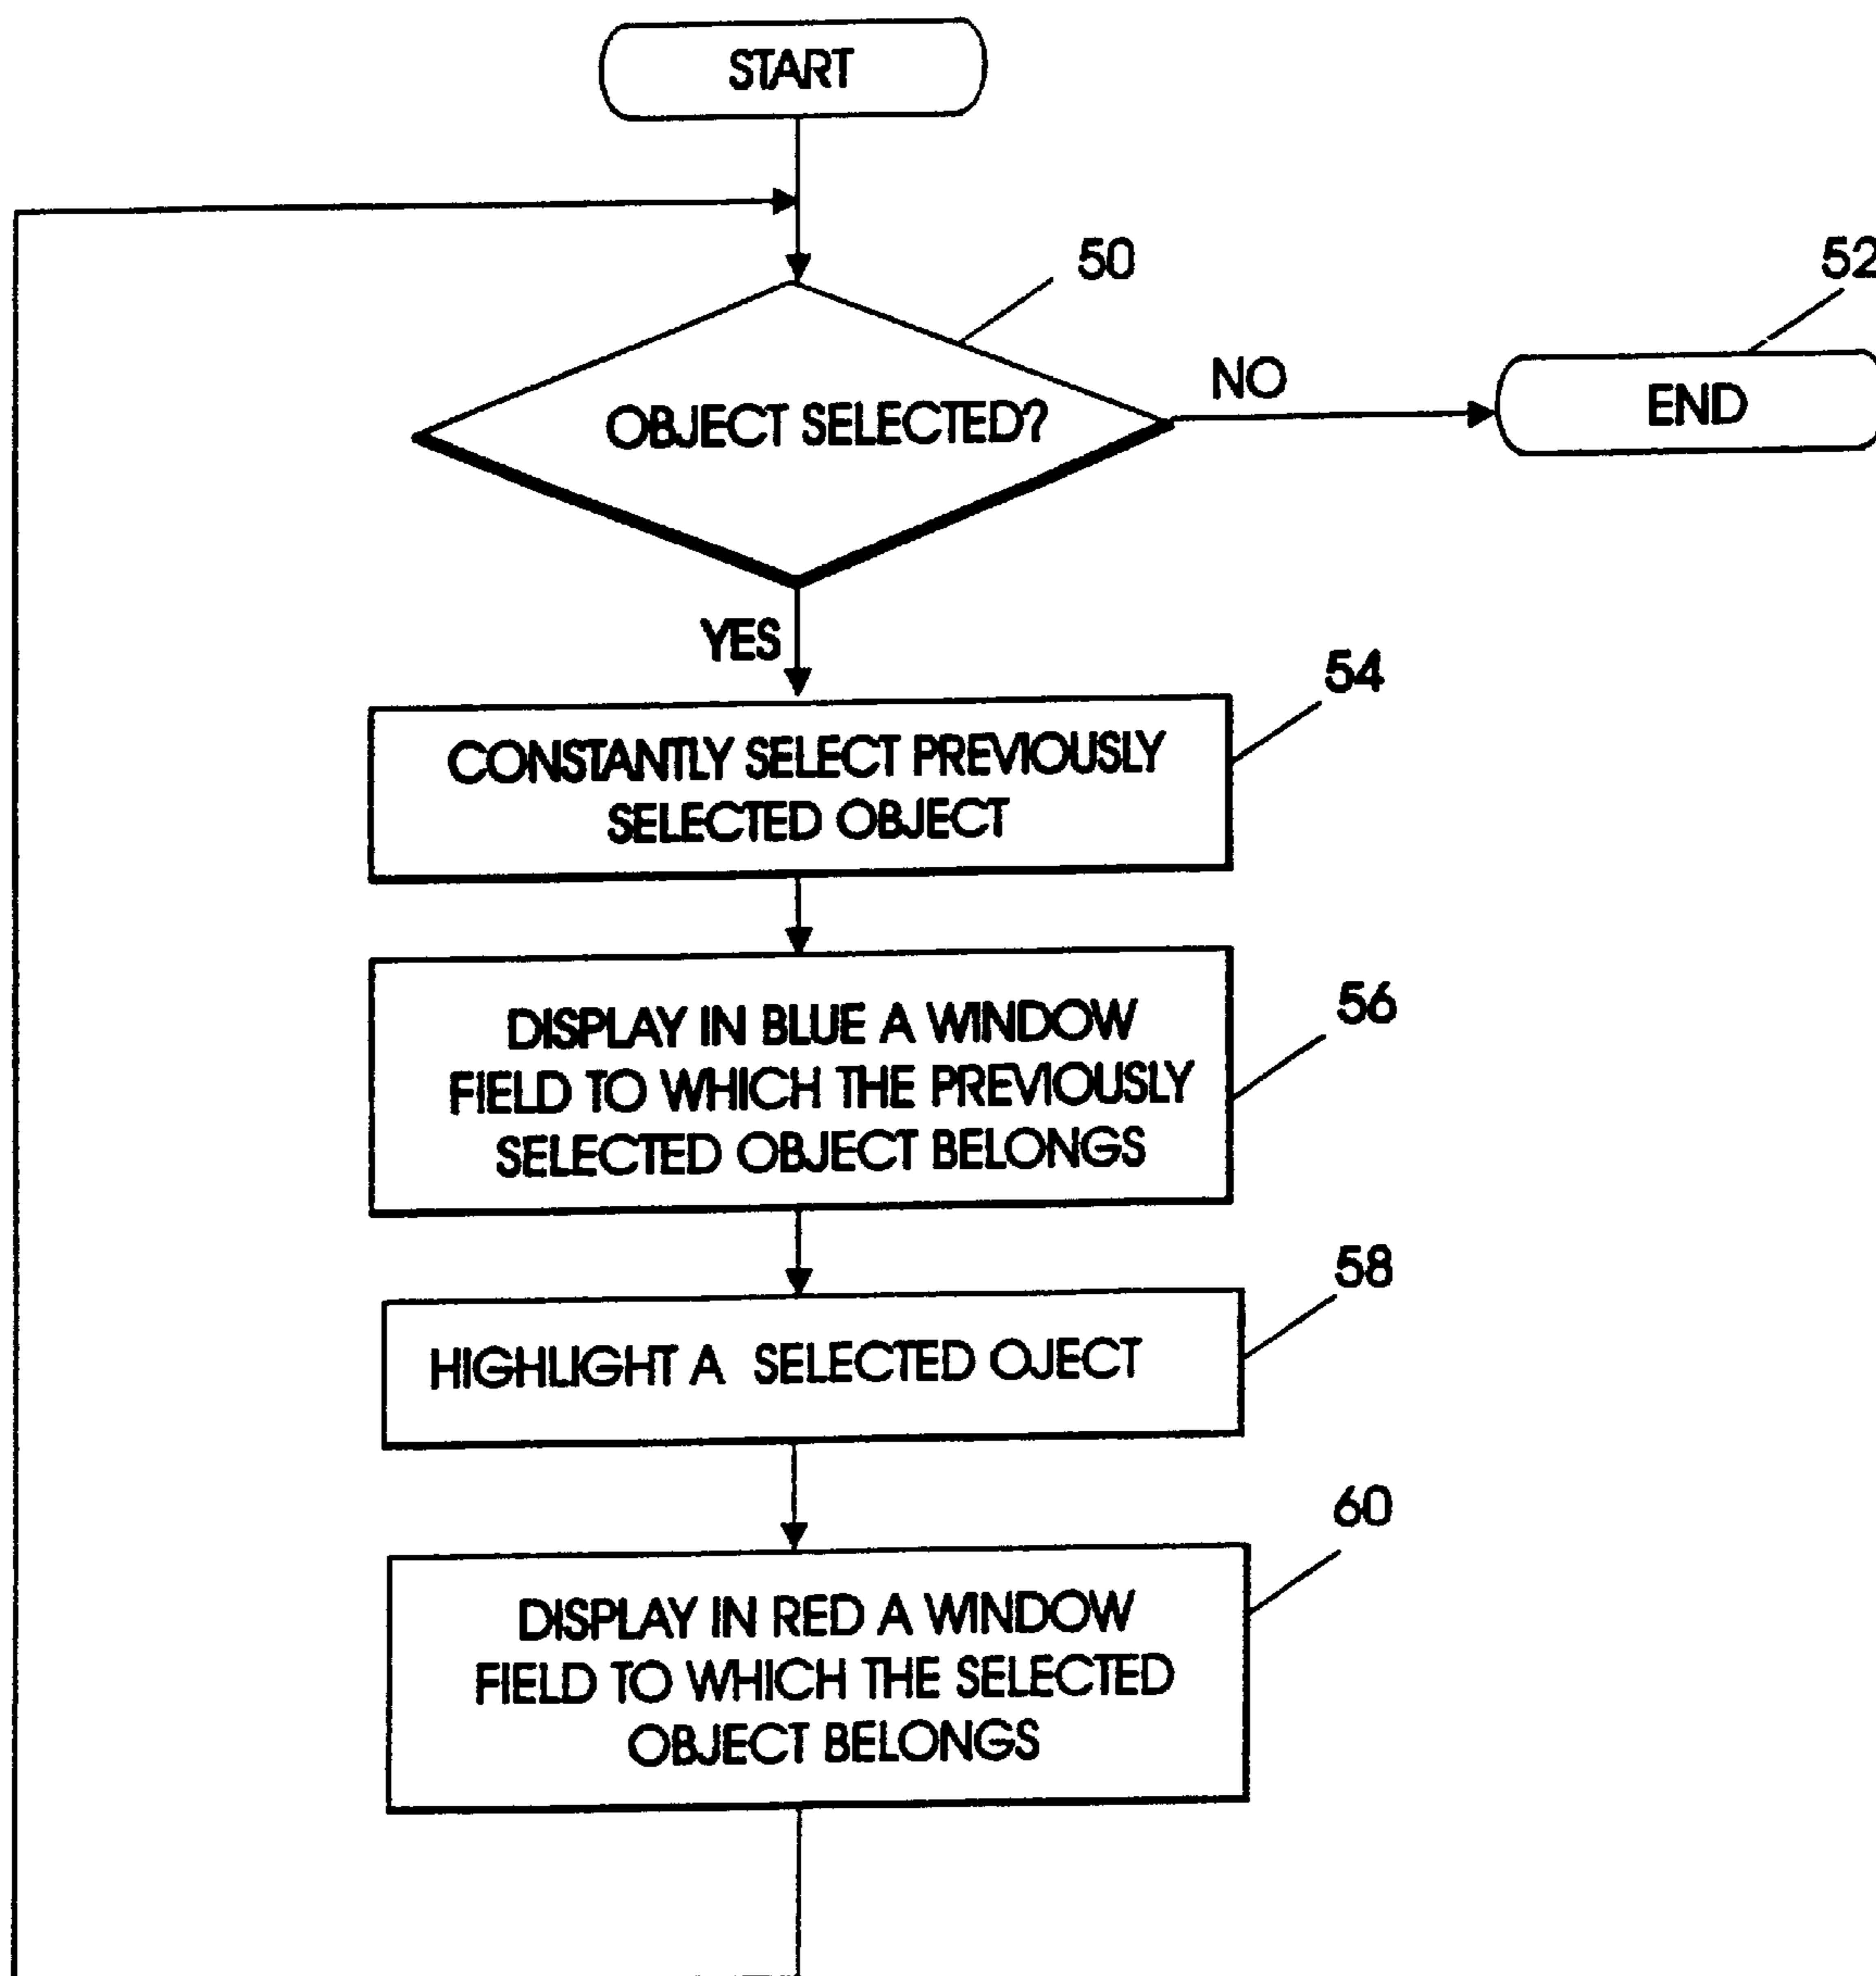 START
50
52
OBJECT SELECTED?
NO
END
YES
54
CONSTANTLY SELECT PREVIOUSLY
SELECTED OBJECT
56
DISPLAY IN BLUE A WINDOW
FIELD TO WHICH THE PREVIOUSLY
SELECTED OBJECT BELONGS
58
HIGHLIGHT A SELECTED OJECT
60
DISPLAY IN RED A WINDOW
FIELD TO WHICH THE SELECTED
OBJECT BELONGS